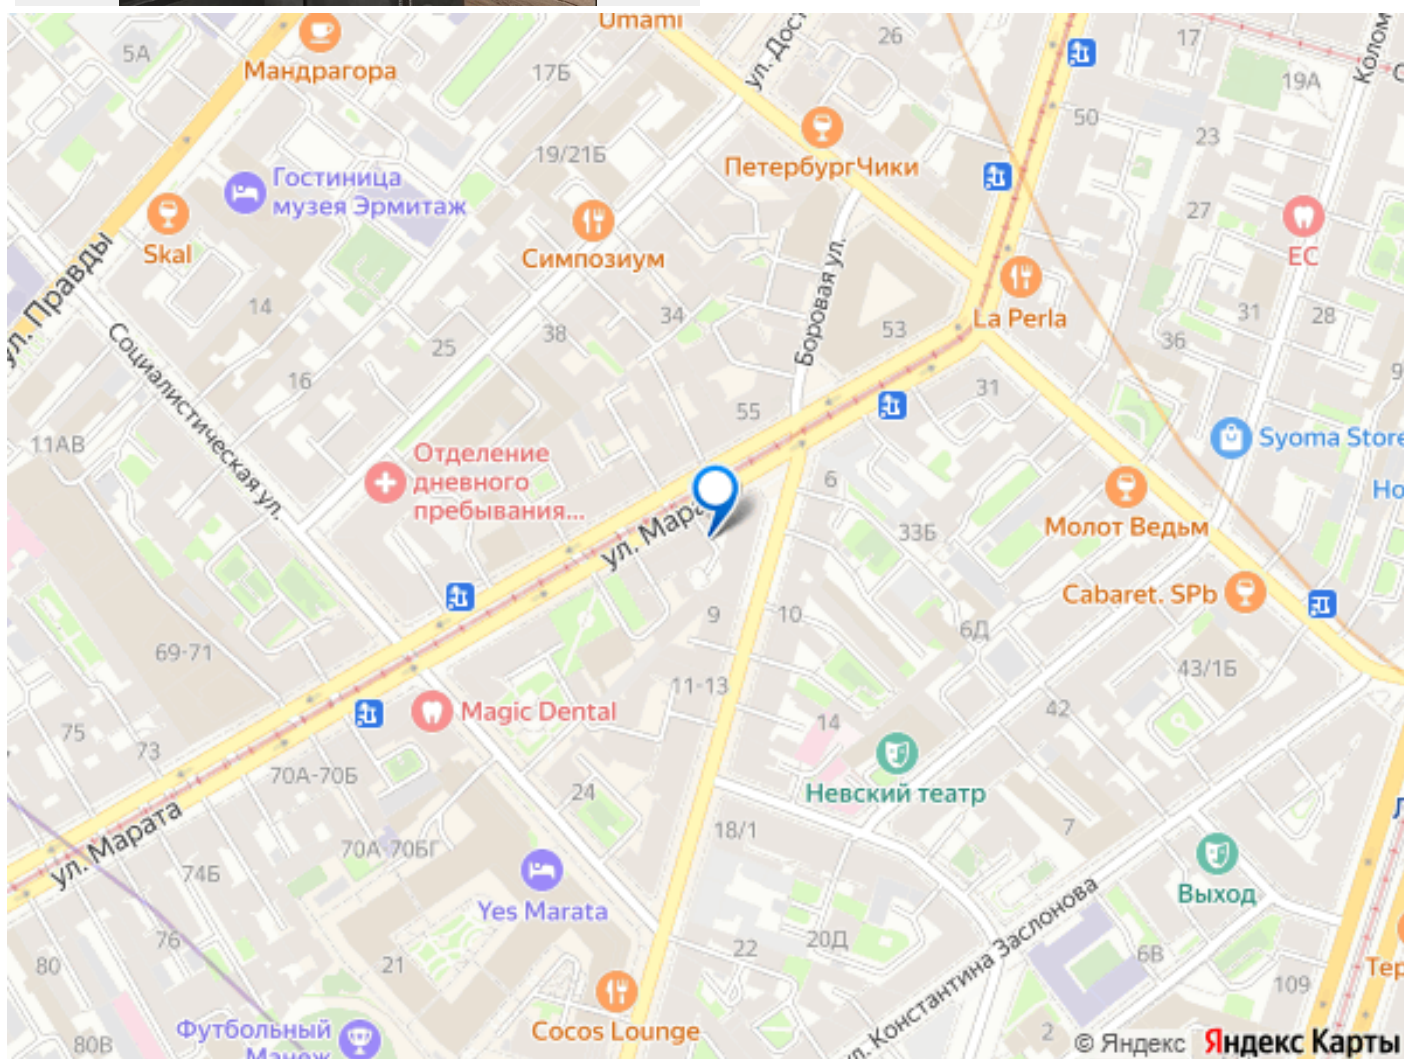 Umami
5А
Мандрагора
17Б
ул. Дост
26
17
19А
Колом
50
23
19/21Б
ПетербургЧики
Гостиница
музея Эрмитаж
Skal
Симпозиум
27
ЕС
ул. Правды
14
38
34
Боровая ул.
53
La Perla
31
28
36
25
16
Социалистическая ул.
55
31
9
11АВ
Syoma Store
Но
Отделение
дневного
пребывания...
6
33Б
Молот Ведьм
ул. Мара
Cabaret. SPb
9
10
6Д
69-71
43/1Б
11-13
Magic Dental
14
42
75
73
70А-70Б
24
Невский театр
18/1
7
ул. Марата
74Б
70А 70БГ
Выход
Yes Marata
76
22
20Д
ул. Константина Заслонова
6В
80
21
109
Тер
Cocos Lounge
2
80В
Футбольный
Манеж
© Яндекс Яндекс Карты